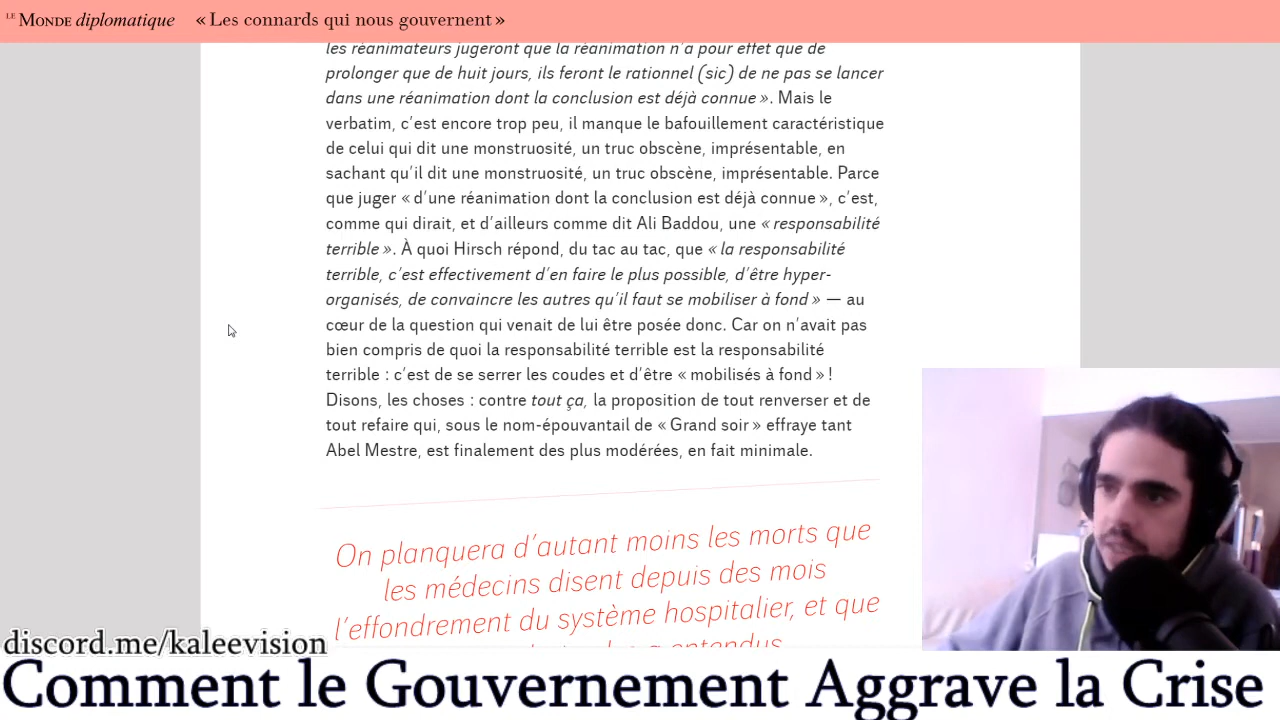 LE MONDE diplomatique « Les connards qui nous gouvernent »
les réanimateurs jugeront que la réanimation n'a pour effet que de
prolonger que de huit jours, ils feront le rationnel (sic) de ne pas se lancer
dans une réanimation dont la conclusion est déjà connue ». Mais le
verbatim, c'est encore trop peu, il manque le bafouillement caractéristique
de celui qui dit une monstruosité, un truc obscène, imprésentable, en
sachant qu'il dit une monstruosité, un truc obscène, imprésentable. Parce
que juger « d'une réanimation dont la conclusion est déjà connue », c'est,
comme qui dirait, et d'ailleurs comme dit Ali Baddou, une « responsabilité
terrible ». À quoi Hirsch répond, du tac au tac, que « la responsabilité
terrible, c'est effectivement d'en faire le plus possible, d'être hyper-
organisés, de convaincre les autres qu'il faut se mobiliser à fond » — au
cœur de la question qui venait de lui être posée donc. Car on n'avait pas
bien compris de quoi la responsabilité terrible est la responsabilité
terrible : c'est de se serrer les coudes et d'être « mobilisés à fond » !
Disons, les choses : contre tout ça, la proposition de tout renverser et de
tout refaire qui, sous le nom-épouvantail de « Grand soir » effraye tant
Abel Mestre, est finalement des plus modérées, en fait minimale.
On planquera d'autant moins les morts que
les médecins disent depuis des mois
l'effondrement du système hospitalier, et que
entendus
discord.me/kaleevision
Comment le Gouvernement Aggrave la Crise